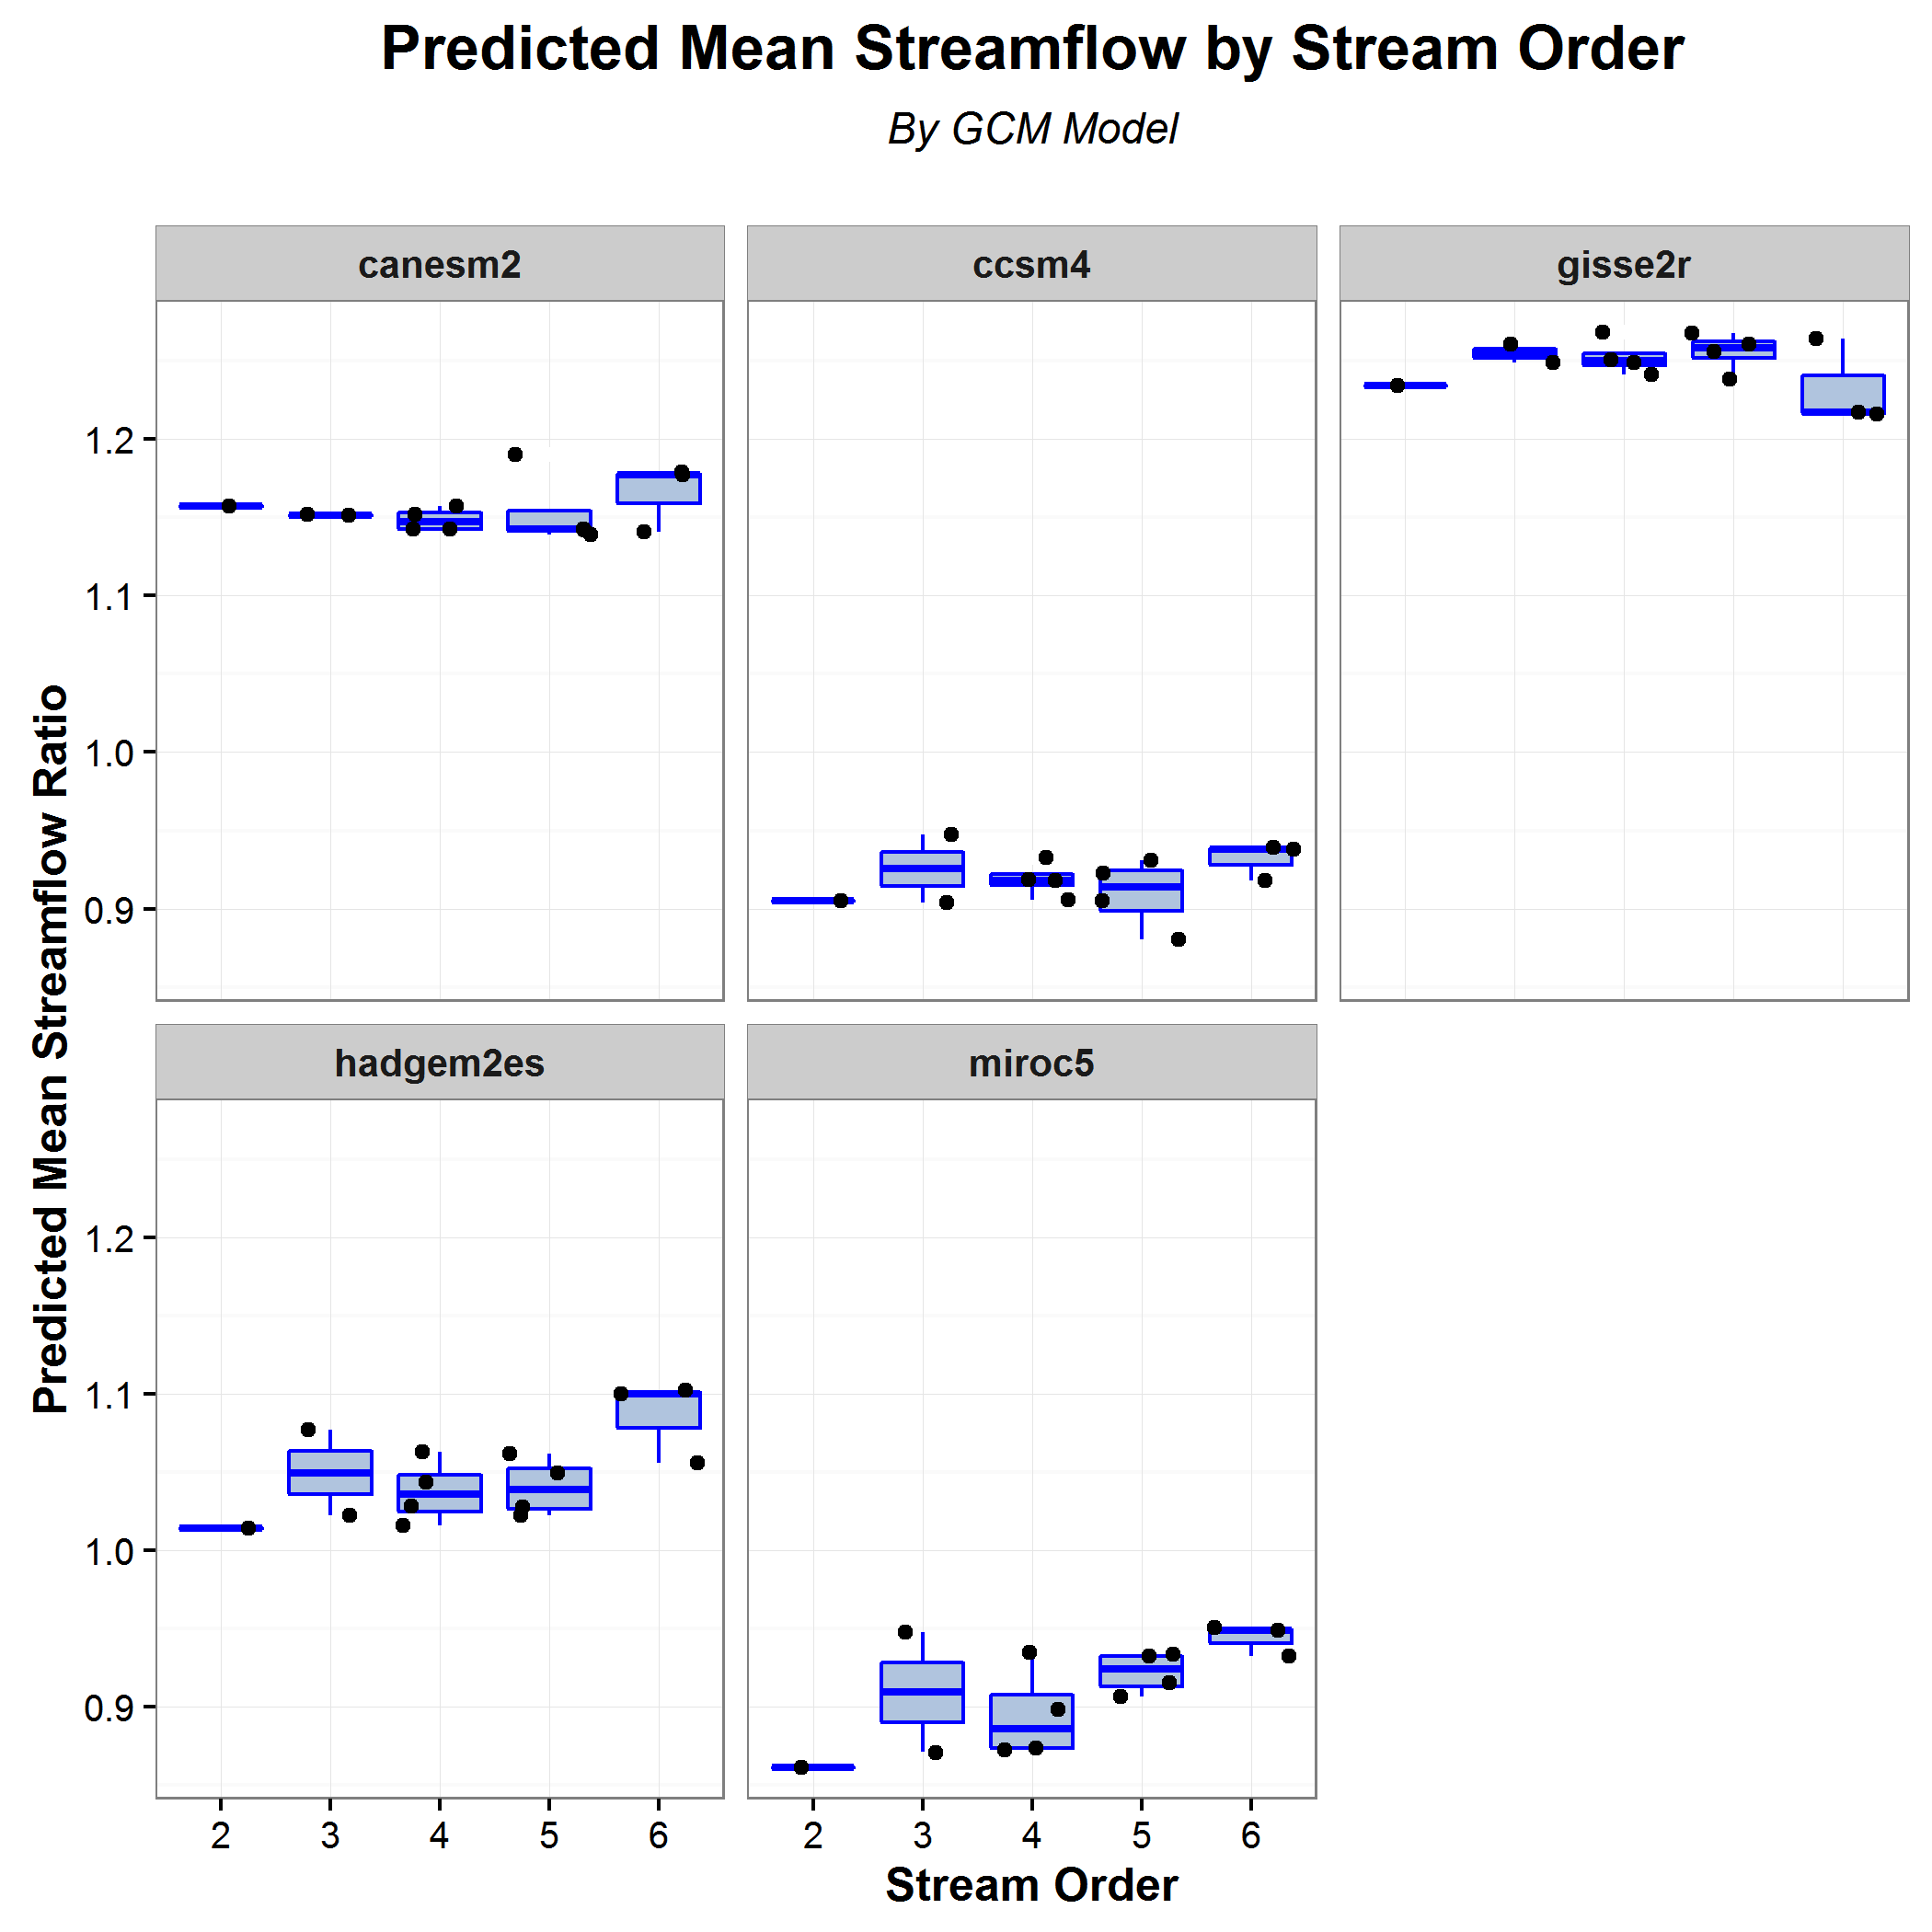 Predicted Mean Streamflow by Stream Order
By GCM Model
canesm2
ccsm4
gisse2r
1.2
1.1
1.0
0.9
Predicted Mean Streamflow Ratio
hadgem2es
miroc5
1.2
1.1
1.0
0.9
2 3 4 5 6
2 3 4 5 6
Stream Order